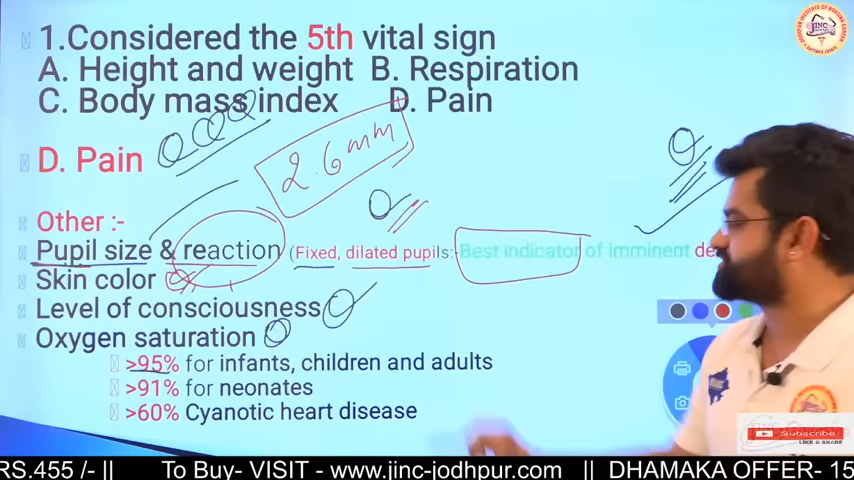 1.Considered the 5th vital sign
A. Height and weight B. Respiration
C. Body mass index D. Pain
2.6mm
D. Pain
Other :-
Pupil size & reaction (Fixed, dilated pupils:-Best indicator of imminent
Skin color
Level of consciousness
Oxygen saturation
>95% for infants, children and adults
>91% for neonates
>60% Cyanotic heart disease
Subscribe
LIKE & SHARE
RS.455 /- || To Buy- VISIT - www.jinc-jodhpur.com || DHAMAKA OFFER- 15